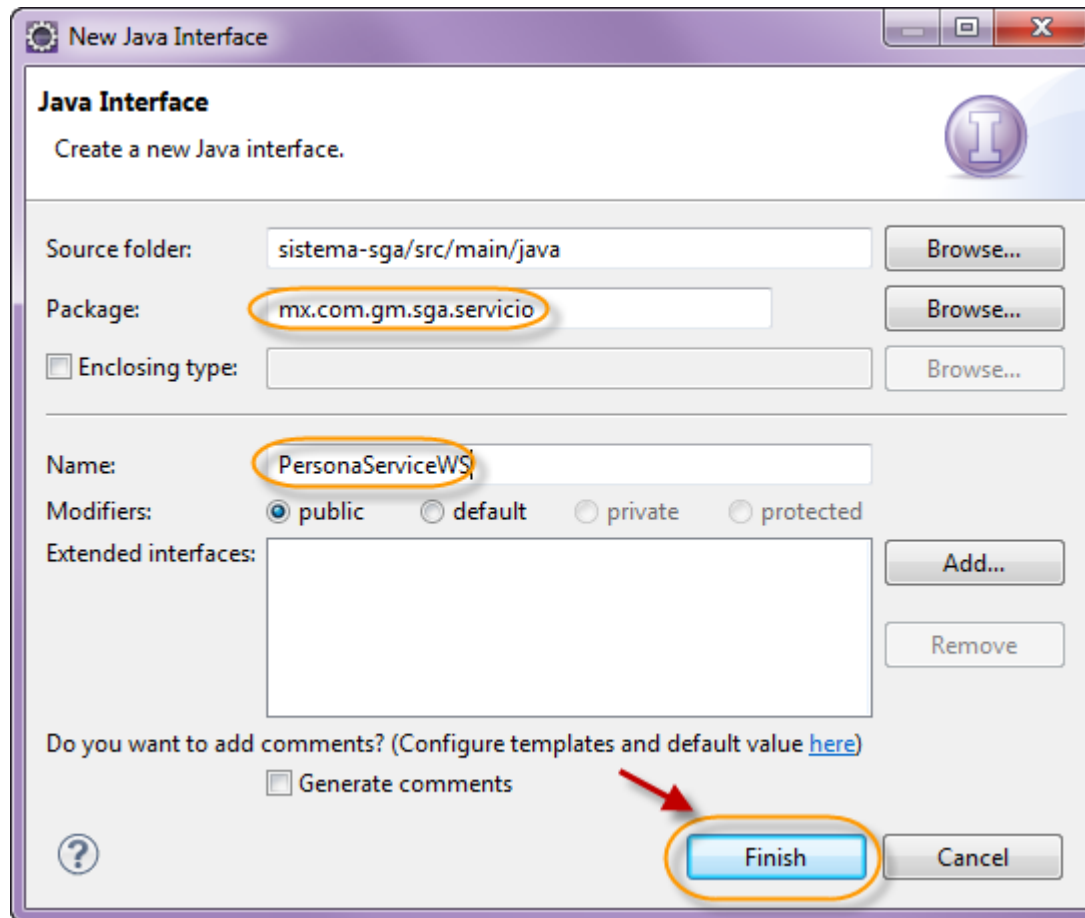 New Java Interface
Java Interface
Create a new Java interface.
Source folder: sistema-sga/src/main/java Browse...
Package: mx.com.gm.sga.servicio Browse...
Enclosing type: Browse...
Name: PersonaServiceWS
Modifiers: public default private protected
Extended interfaces: Add...
Remove
Do you want to add comments? (Configure templates and default value here)
Generate comments
? Finish Cancel